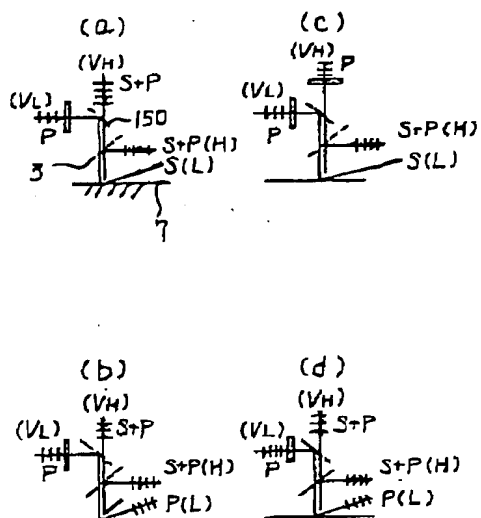 (a)
(VH)
S+P
(VL)
P
150
3
S+P(H)
S(L)
7
(c)
(VH)
P
(VL)
P
S+P(H)
S(L)
(b)
(VH)
S+P
(VL)
P
S+P(H)
P(L)
(d)
(VH)
S+P
(VL)
P
S+P(H)
P(L)